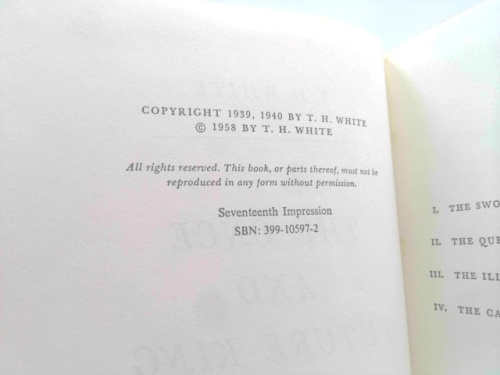 COPYRIGHT 1939, 1940 BY T. H. WHITE
© 1958 BY T. H. WHITE
All rights reserved. This book, or parts thereof, must not be
reproduced in any form without permission.
Seventeenth Impression
SBN: 399-10597-2
I. THE SWO
II. THE QUE
III. THE ILL
IV. THE CA